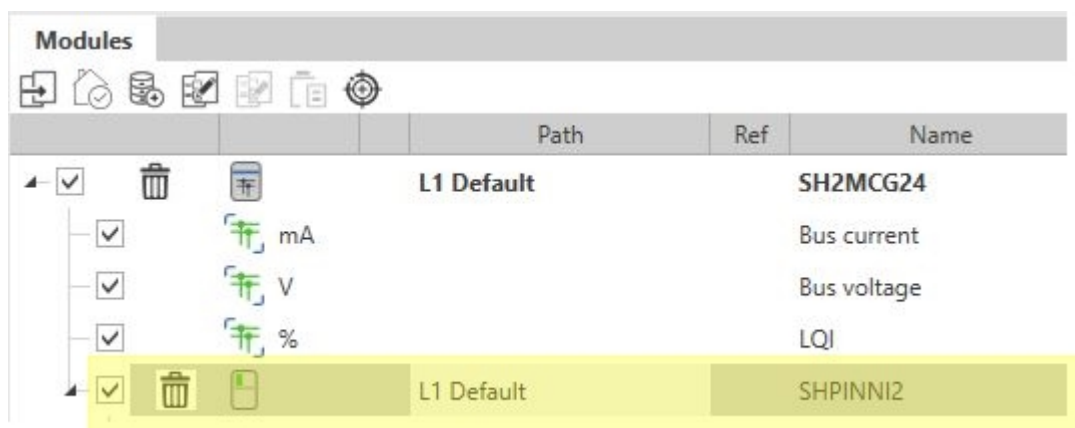 Modules
Path Ref Name
L1 Default SH2MCG24
mA Bus current
V Bus voltage
% LQI
L1 Default SHPINNI2